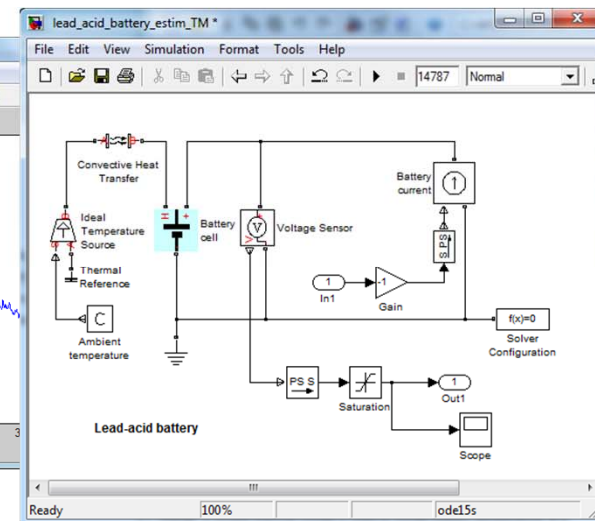 lead_acid_battery_estim_TM *
File Edit View Simulation Format Tools Help
14787 Normal
Convective Heat
Transfer
Battery
current
Ideal
Temperature
Source
H +
Battery
cell
V
Voltage Sensor
S PS
Thermal
Reference
1
In1
-1
Gain
C
Ambient
temperature
f(x)=0
Solver
Configuration
PS S
Saturation
1
Out1
Scope
Lead-acid battery
3
Ready 100% ode15s